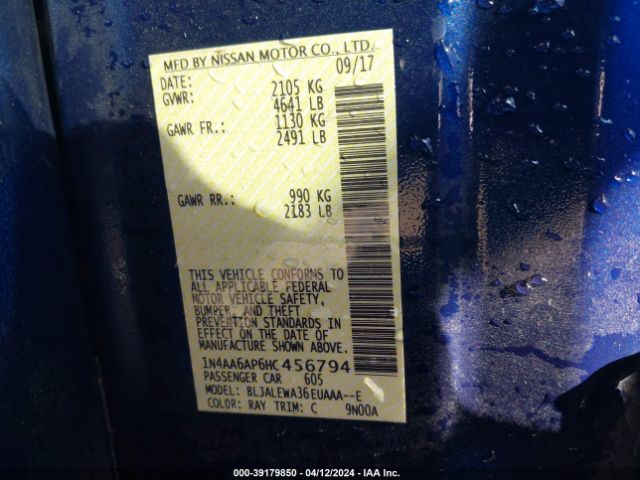 MFD BY NISSAN MOTOR CO., LTD.
DATE: 09/17
GVWR: 2105 KG
4641 LB
GAWR FR.: 1130 KG
2491 LB
GAWR RR.: 990 KG
2183 LB
THIS VEHICLE CONFORMS TO
ALL APPLICABLE FEDERAL
MOTOR VEHICLE SAFETY,
BUMPER, AND THEFT
PREVENTION STANDARDS IN
EFFECT ON THE DATE OF
MANUFACTURE SHOWN ABOVE.
1N4AA6AP6HC456794
PASSENGER CAR 605
MODEL: BLJALEWA36EUAAA--E
COLOR: RAY TRIM: C 9N00A
000-39179850 - 04/12/2024 - IAA Inc.